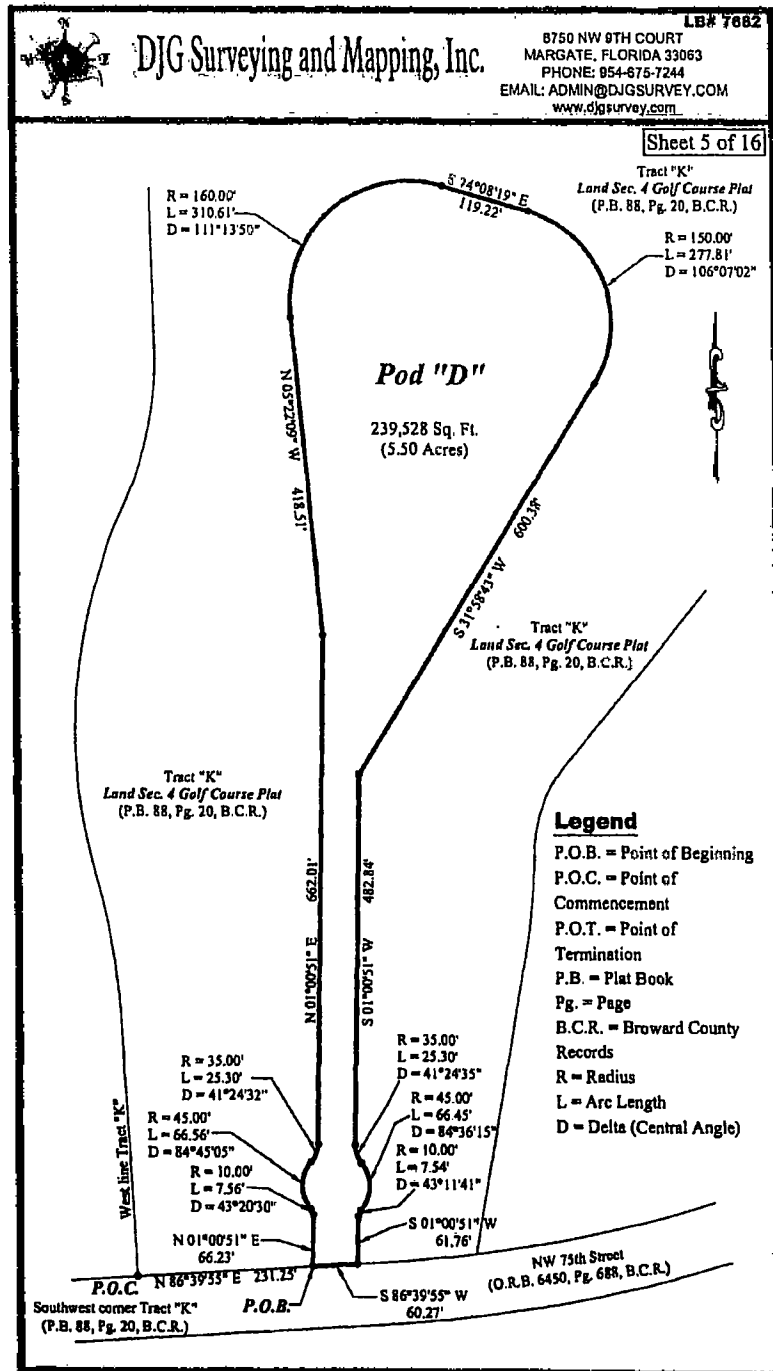 LB# 7682
DJG Surveying and Mapping, Inc.
6750 NW 9TH COURT
MARGATE, FLORIDA 33063
PHONE: 954-675-7244
EMAIL: ADMIN@DJGSURVEY.COM
www.djgsurvey.com
Sheet 5 of 16
Tract "K"
Land Sec. 4 Golf Course Plat
(P.B. 88, Pg. 20, B.C.R.)
S 74°08'19" E
119.22'
R = 160.00'
L = 310.61'
D = 111°13'50"
R = 150.00'
L = 277.81'
D = 106°07'02"
Pod "D"
239,528 Sq. Ft.
(5.50 Acres)
N 05°22'09" W 418.51'
S 31°58'43" W 600.38'
Tract "K"
Land Sec. 4 Golf Course Plat
(P.B. 88, Pg. 20, B.C.R.)
Tract "K"
Land Sec. 4 Golf Course Plat
(P.B. 88, Pg. 20, B.C.R.)
N 01°00'51" E 662.01'
S 01°00'51" W 482.84'
Legend
P.O.B. = Point of Beginning
P.O.C. = Point of
Commencement
P.O.T. = Point of
Termination
P.B. = Plat Book
Pg. = Page
B.C.R. = Broward County
Records
R = Radius
L = Arc Length
D = Delta (Central Angle)
R = 35.00'
L = 25.30'
D = 41°24'32"
R = 35.00'
L = 25.30'
D = 41°24'35"
R = 45.00'
L = 66.56'
D = 84°45'05"
R = 45.00'
L = 66.45'
D = 84°36'15"
R = 10.00'
L = 7.56'
D = 43°20'30"
R = 10.00'
L = 7.54'
D = 43°11'41"
West line Tract "K"
N 01°00'51" E
66.23'
S 01°00'51" W
61.76'
P.O.C.
N 86°39'55" E 231.25'
P.O.B.
S 86°39'55" W
60.27'
NW 75th Street
(O.R.B. 6450, Pg. 688, B.C.R.)
Southwest corner Tract "K"
(P.B. 88, Pg. 20, B.C.R.)